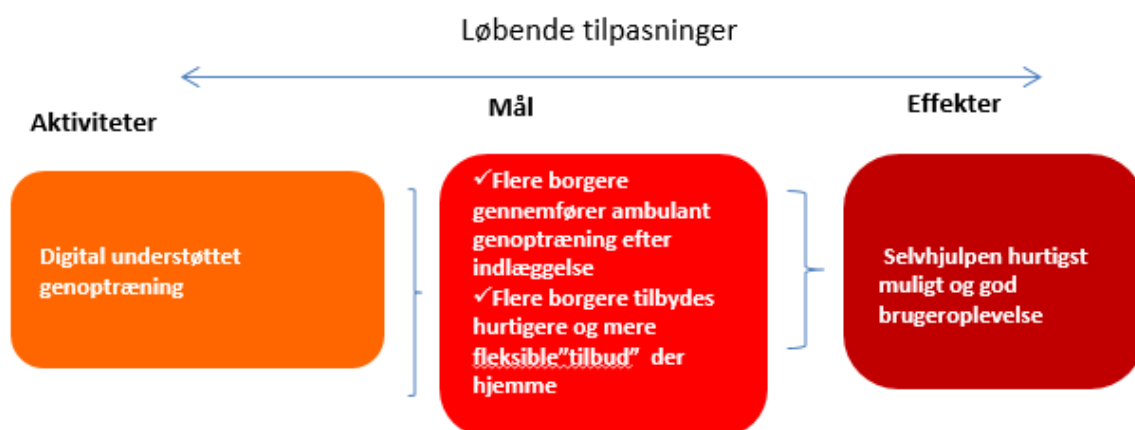 Løbende tilpasninger
Aktiviteter
Mål
Effekter
Digital understøttet
genoptræning
✓Flere borgere
gennemfører ambulant
genoptræning efter
indlæggelse
✓Flere borgere tilbydes
hurtigere og mere
fleksible”tilbud” der
hjemme
Selvhjulpen hurtigst
muligt og god
brugeroplevelse